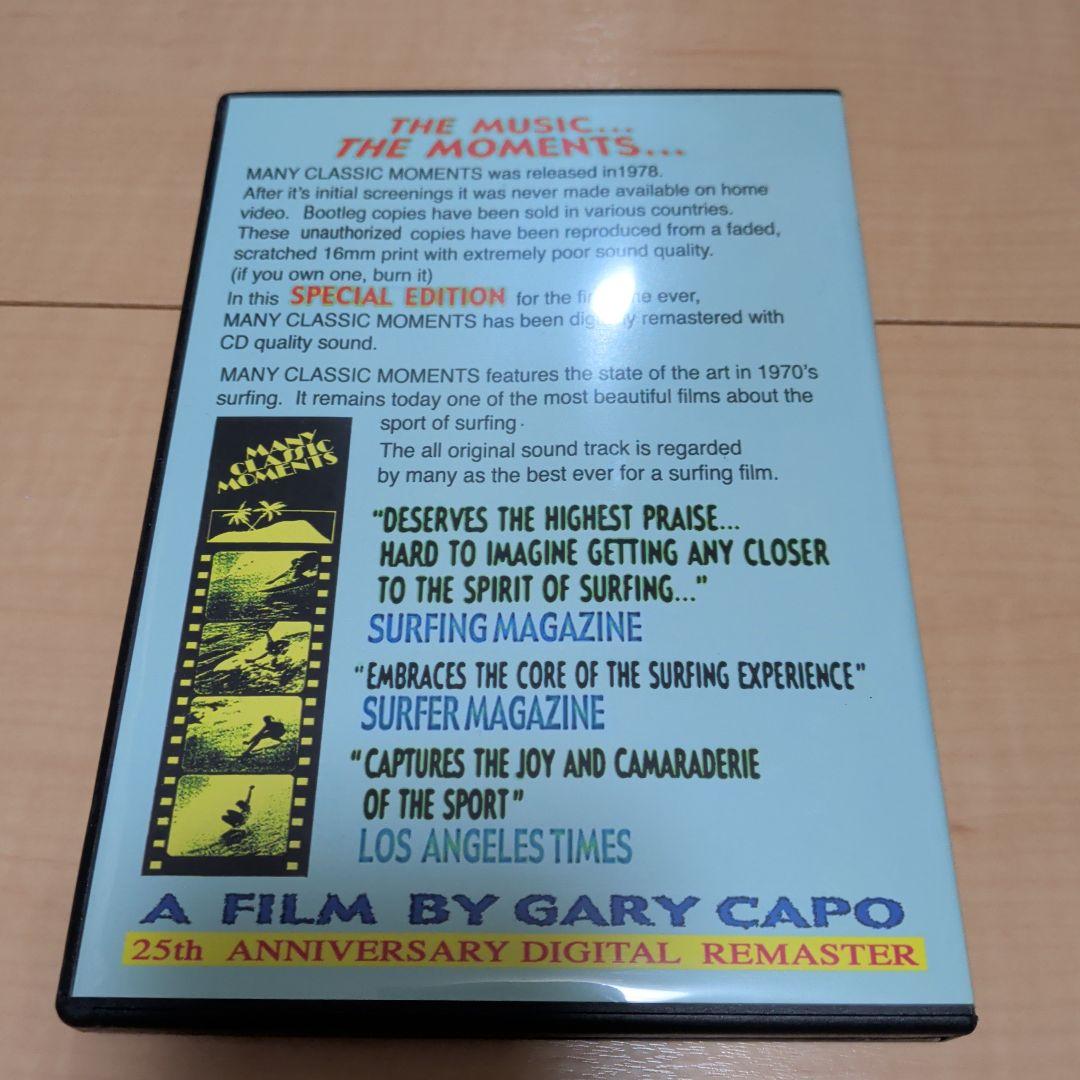 THE MUSIC...
THE MOMENTS...
MANY CLASSIC MOMENTS was released in1978.
After it's initial screenings it was never made available on home
video. Bootleg copies have been sold in various countries.
These unauthorized copies have been reproduced from a faded,
scratched 16mm print with extremely poor sound quality.
(if you own one, burn it)
In this SPECIAL EDITION for the first time ever,
MANY CLASSIC MOMENTS has been digitally remastered with
CD quality sound.
MANY CLASSIC MOMENTS features the state of the art in 1970's
surfing. It remains today one of the most beautiful films about the
sport of surfing.
The all original sound track is regarded
by many as the best ever for a surfing film.
MANY
CLASSIC
MOMENTS
"DESERVES THE HIGHEST PRAISE...
HARD TO IMAGINE GETTING ANY CLOSER
TO THE SPIRIT OF SURFING..."
SURFING MAGAZINE
"EMBRACES THE CORE OF THE SURFING EXPERIENCE"
SURFER MAGAZINE
"CAPTURES THE JOY AND CAMARADERIE
OF THE SPORT"
LOS ANGELES TIMES
A FILM BY GARY CAPO
25th ANNIVERSARY DIGITAL REMASTER